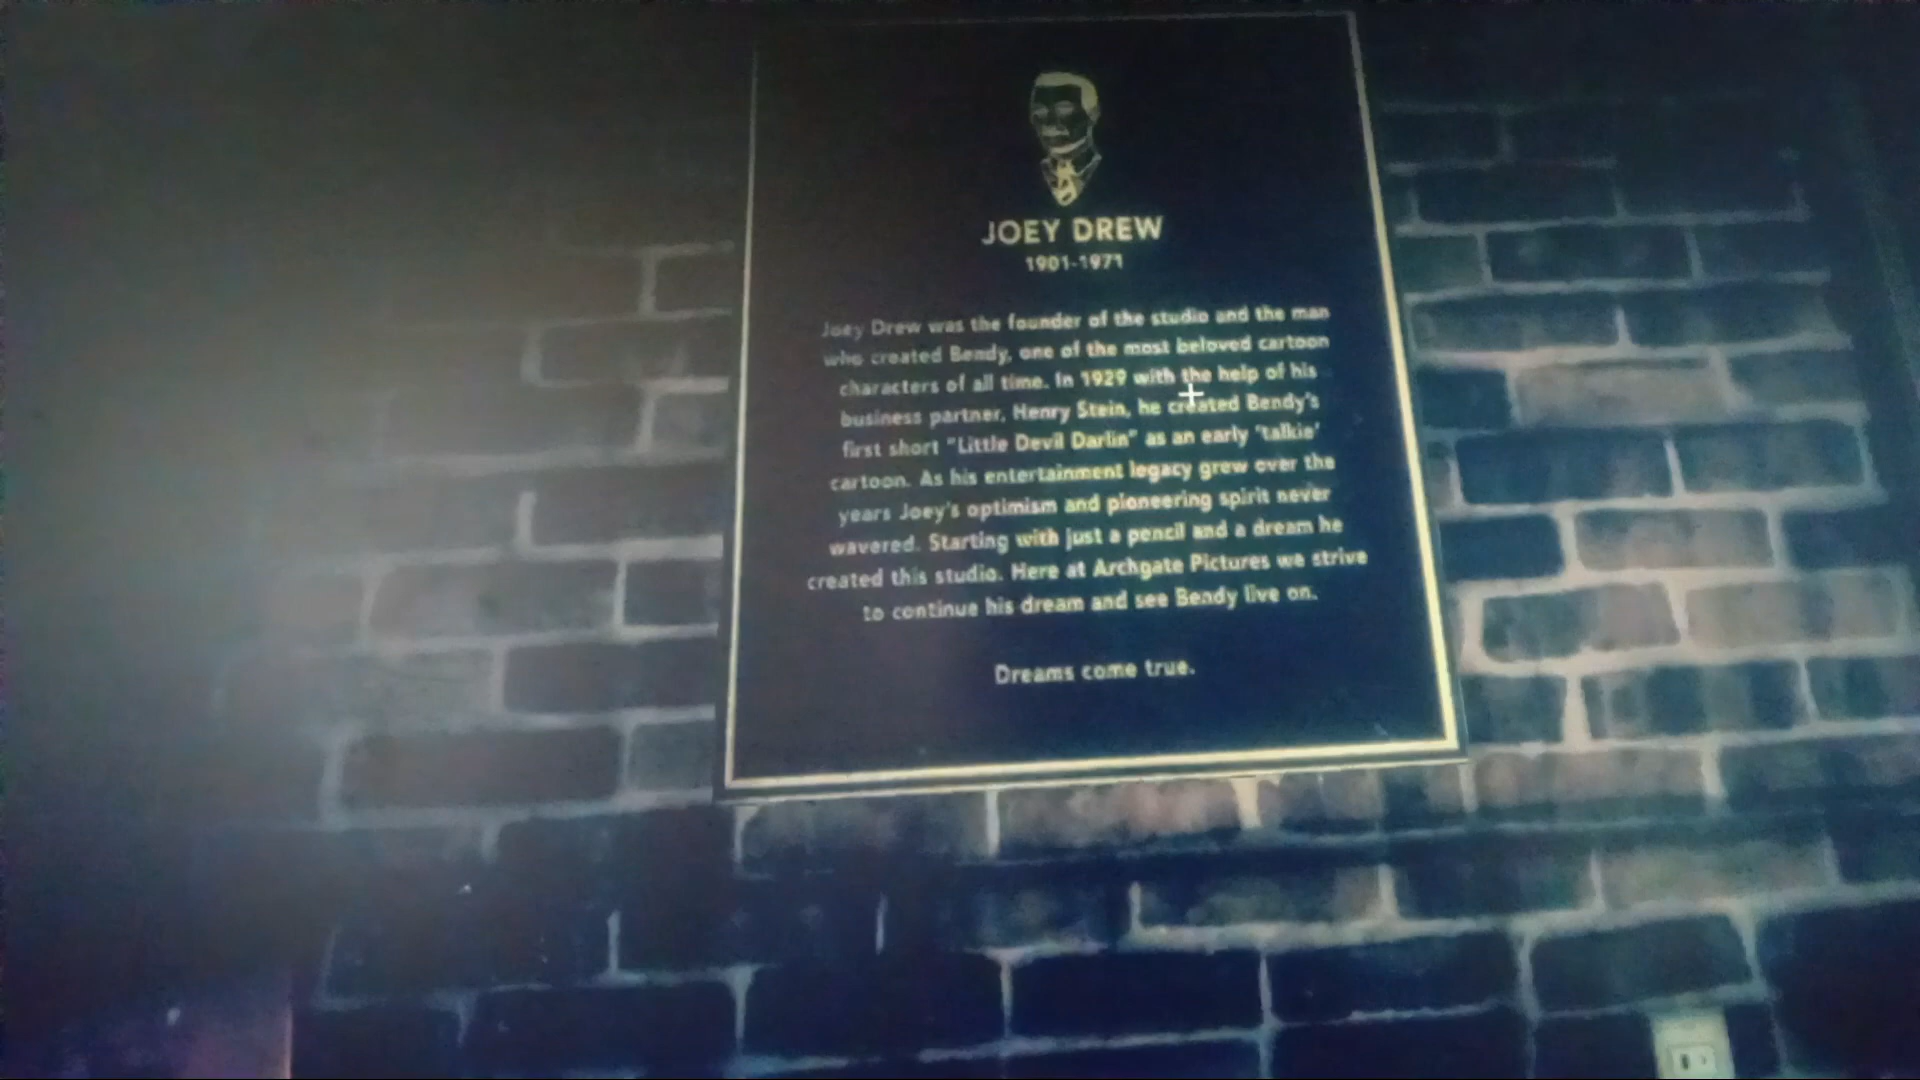 JOEY DREW
1901-1971
Joey Drew was the founder of the studio and the man
who created Bendy, one of the most beloved cartoon
characters of all time. In 1929 with the help of his
business partner, Henry Stein, he created Bendy's
first short "Little Devil Darlin" as an early 'talkie'
cartoon. As his entertainment legacy grew over the
years Joey's optimism and pioneering spirit never
wavered. Starting with just a pencil and a dream he
created this studio. Here at Archgate Pictures we strive
to continue his dream and see Bendy live on.
Dreams come true.